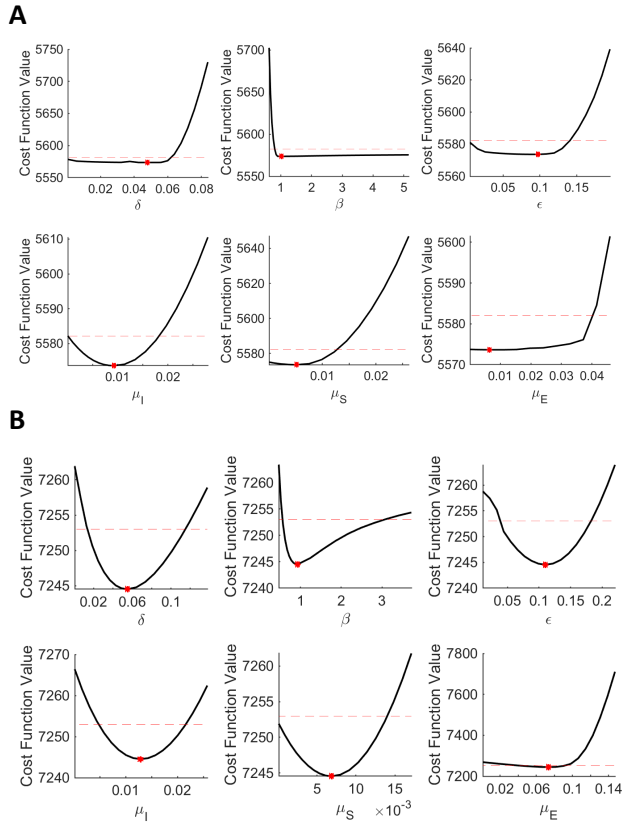 A
Cost Function Value
5750
5700
5650
5600
5550
0.02 0.04 0.06 0.08
δ
Cost Function Value
5700
5650
5600
5550
1 2 3 4 5
β
Cost Function Value
5640
5620
5600
5580
5560
0.05 0.1 0.15
ϵ
Cost Function Value
5610
5600
5590
5580
0.01 0.02
μI
Cost Function Value
5640
5620
5600
5580
0.01 0.02
μS
Cost Function Value
5600
5590
5580
5570
0.01 0.02 0.03 0.04
μE
B
Cost Function Value
7260
7255
7250
7245
0.02 0.06 0.1
δ
Cost Function Value
7260
7255
7250
7245
7240
1 2 3
β
Cost Function Value
7260
7255
7250
7245
7240
0.05 0.1 0.15 0.2
ϵ
Cost Function Value
7270
7260
7250
7240
0.01 0.02
μI
Cost Function Value
7260
7255
7250
7245
5 10 15
μS ×10-3
Cost Function Value
7800
7600
7400
7200
0.02 0.06 0.1 0.14
μE